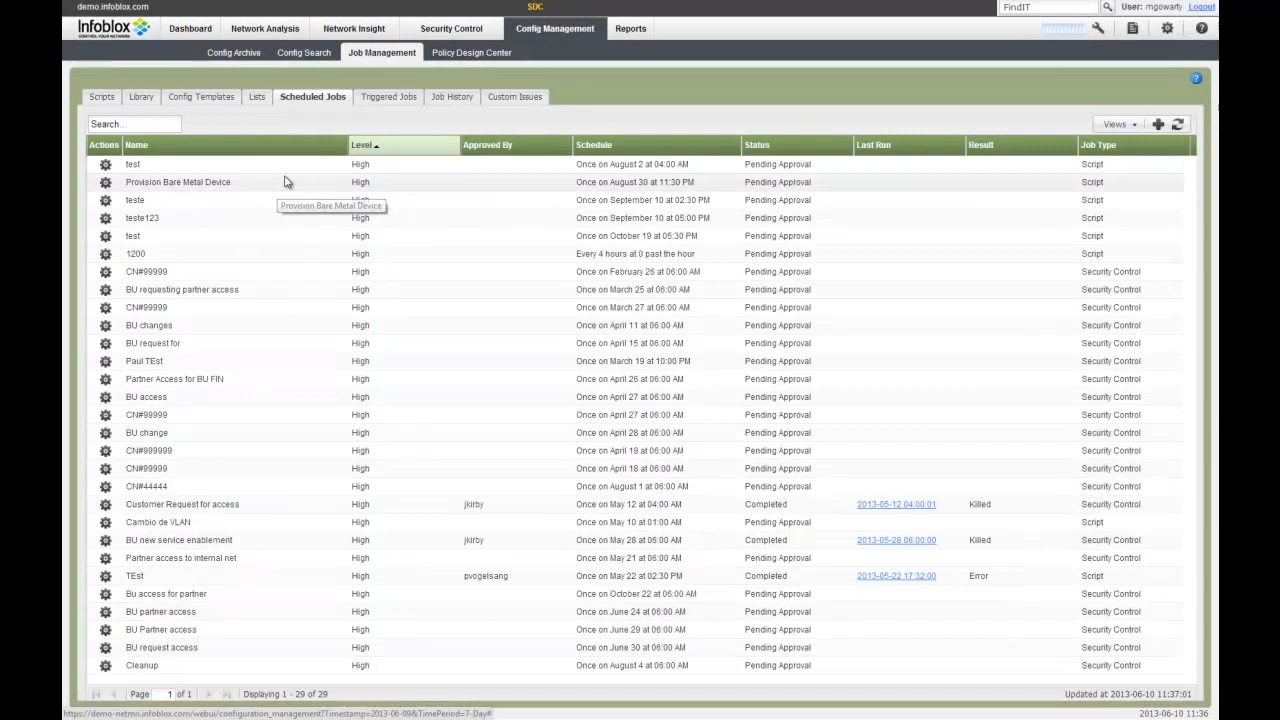 demo.infoblox.com SDC FindIT User: mgowarty Logout
Infoblox Dashboard Network Analysis Network Insight Security Control Config Management Reports
CONTROL YOUR NETWORK
Config Archive Config Search Job Management Policy Design Center
Scripts Library Config Templates Lists Scheduled Jobs Triggered Jobs Job History Custom Issues
Search... Views
Actions Name Level Approved By Schedule Status Last Run Result Job Type
test High Once on August 2 at 04:00 AM Pending Approval Script
Provision Bare Metal Device High Once on August 30 at 11:30 PM Pending Approval Script
teste High Once on September 10 at 02:30 PM Pending Approval Script
Provision Bare Metal Device
teste123 High Once on September 10 at 05:00 PM Pending Approval Script
test High Once on October 19 at 05:30 PM Pending Approval Script
1200 High Every 4 hours at 0 past the hour Pending Approval Script
CN#99999 High Once on February 26 at 06:00 AM Pending Approval Security Control
BU requesting partner access High Once on March 25 at 06:00 AM Pending Approval Security Control
CN#99999 High Once on March 27 at 06:00 AM Pending Approval Security Control
BU changes High Once on April 11 at 06:00 AM Pending Approval Security Control
BU request for High Once on April 15 at 06:00 AM Pending Approval Security Control
Paul TEst High Once on March 19 at 10:00 PM Pending Approval Security Control
Partner Access for BU FIN High Once on April 26 at 06:00 AM Pending Approval Security Control
BU access High Once on April 27 at 06:00 AM Pending Approval Security Control
CN#99999 High Once on April 27 at 06:00 AM Pending Approval Security Control
BU change High Once on April 28 at 06:00 AM Pending Approval Security Control
CN#999999 High Once on April 19 at 06:00 AM Pending Approval Security Control
CN#99999 High Once on April 18 at 06:00 AM Pending Approval Security Control
CN#44444 High Once on August 1 at 06:00 AM Pending Approval Security Control
Customer Request for access High jkirby Once on May 12 at 04:00 AM Completed 2013-05-12 04:00:01 Killed Security Control
Cambio de VLAN High Once on May 10 at 01:00 AM Pending Approval Script
BU new service enablement High jkirby Once on May 28 at 06:00 AM Completed 2013-05-28 06:00:00 Killed Security Control
Partner access to internal net High Once on May 21 at 06:00 AM Pending Approval Security Control
TEst High pvogelsang Once on May 22 at 02:30 PM Completed 2013-05-22 17:32:00 Error Script
Bu access for partner High Once on October 22 at 06:00 AM Pending Approval Security Control
BU partner access High Once on June 24 at 06:00 AM Pending Approval Security Control
BU Partner access High Once on June 29 at 06:00 AM Pending Approval Security Control
BU request access High Once on June 30 at 06:00 AM Pending Approval Security Control
Cleanup High Once on August 4 at 06:00 AM Pending Approval Security Control
Page 1 of 1 Displaying 1 - 29 of 29 Updated at 2013-06-10 11:37:01
https://demo-netmri.infoblox.com/webui/configuration_management?Timestamp=2013-06-09&TimePeriod=7-Day# 2013-06-10 11:36